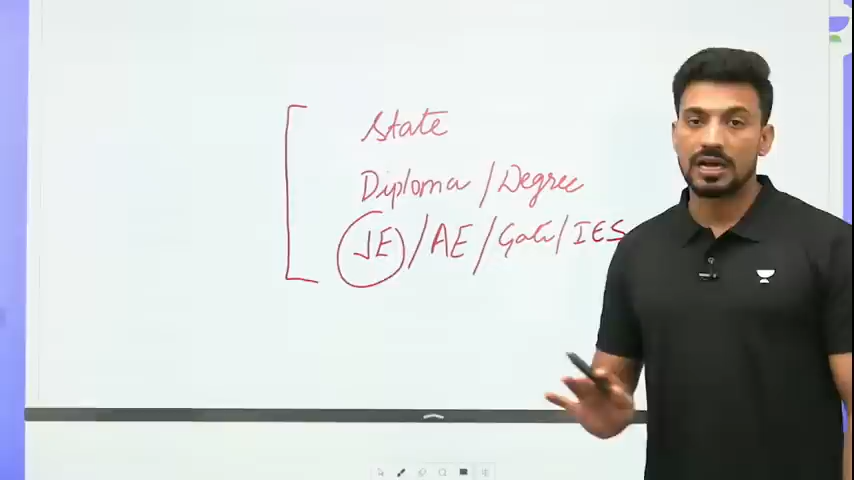 State
Diploma / Degree
JE / AE / Gate / IES